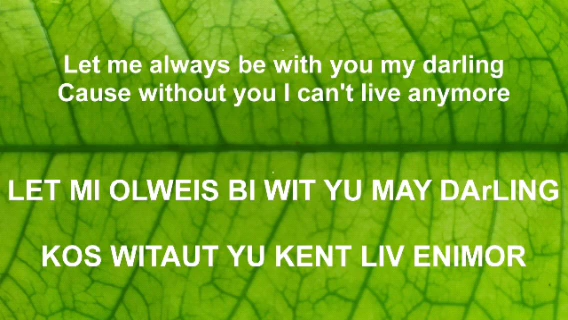 Let me always be with you my darling
Cause without you I can't live anymore
LET MI OLWEIS BI WIT YU MAY DArLING
KOS WITAUT YU KENT LIV ENIMOR